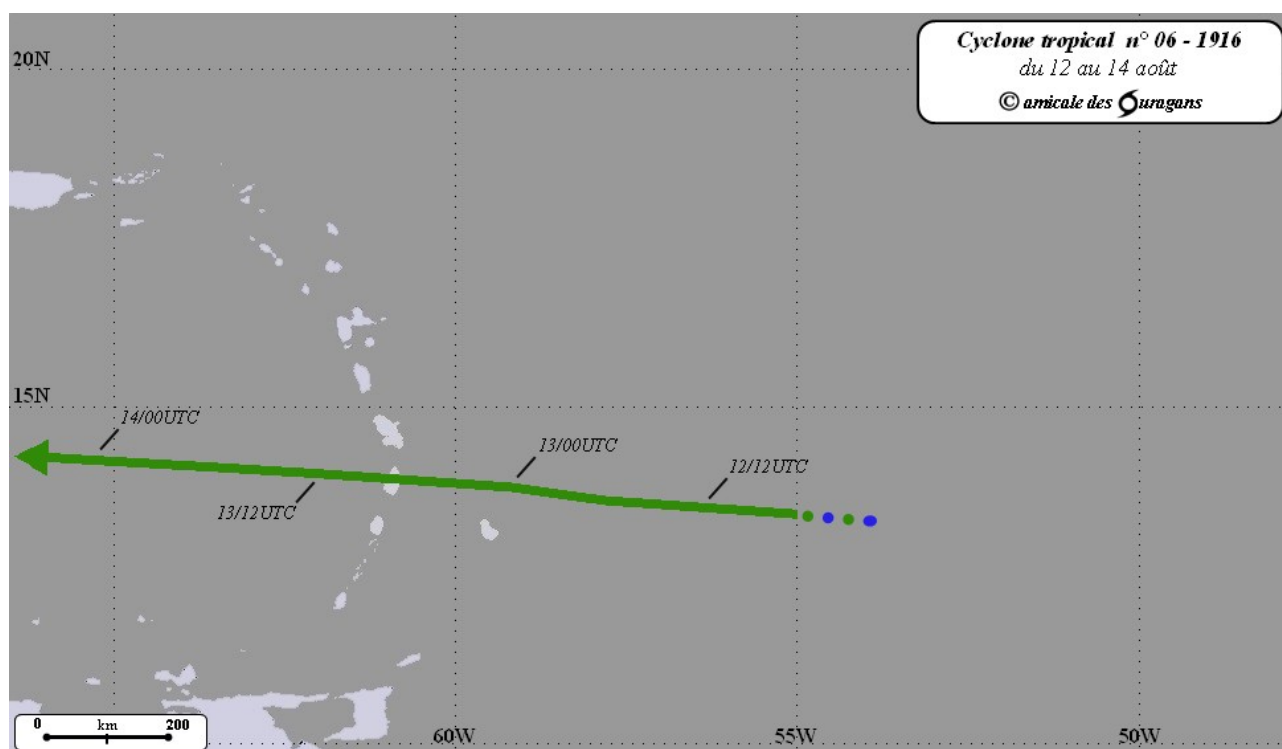 Cyclone tropical n° 06 - 1916
du 12 au 14 août
© amicale des Ouragans
20N
15N
14/00UTC
13/00UTC
12/12UTC
13/12UTC
0 km 200
60W
55W
50W